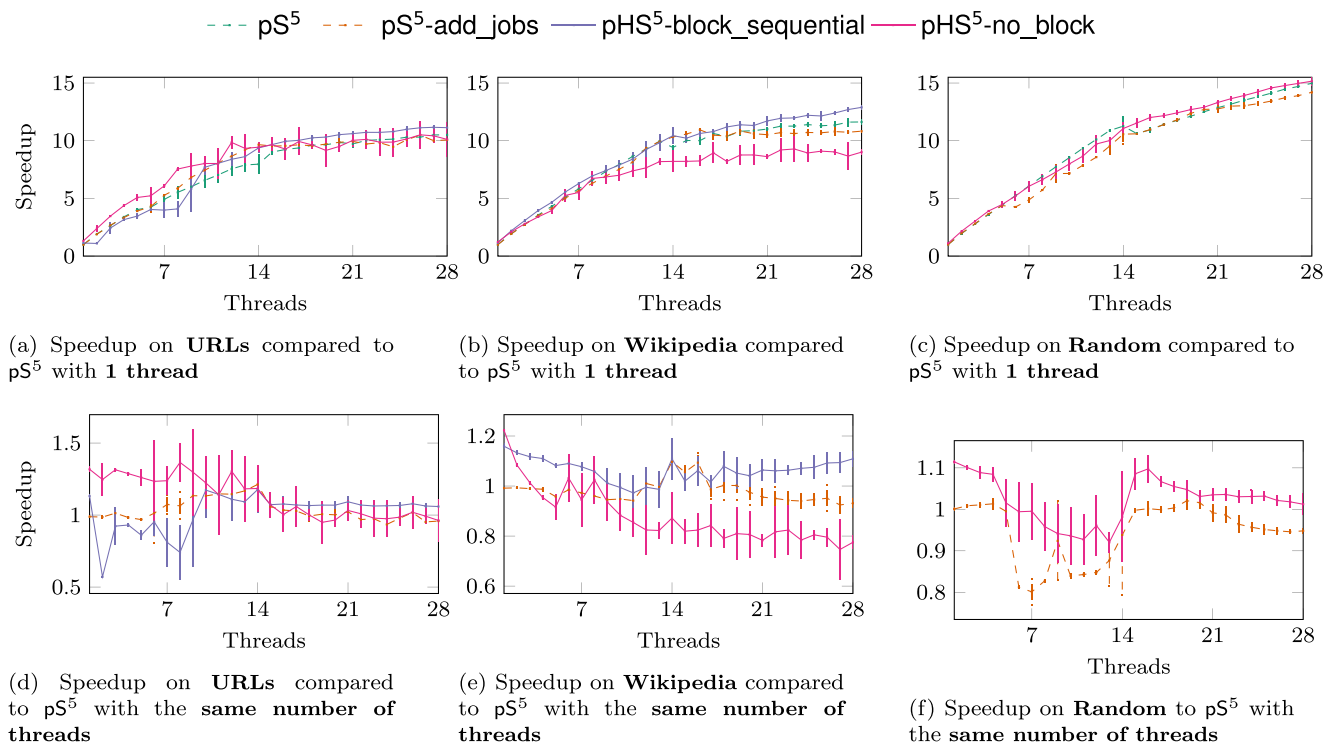 pS⁵ pS⁵-add_jobs pHS⁵-block_sequential pHS⁵-no_block
15
10
5
0
Speedup
7 14 21 28
Threads
(a) Speedup on URLs compared to
pS⁵ with 1 thread
15
10
5
0
7 14 21 28
Threads
(b) Speedup on Wikipedia compared
to pS⁵ with 1 thread
15
10
5
0
7 14 21 28
Threads
(c) Speedup on Random compared to
pS⁵ with 1 thread
1.5
1
0.5
Speedup
7 14 21 28
Threads
(d) Speedup on URLs compared
to pS⁵ with the same number of
threads
1.2
1
0.8
0.6
7 14 21 28
Threads
(e) Speedup on Wikipedia compared
to pS⁵ with the same number of
threads
1.1
1
0.9
0.8
7 14 21 28
Threads
(f) Speedup on Random to pS⁵ with
the same number of threads